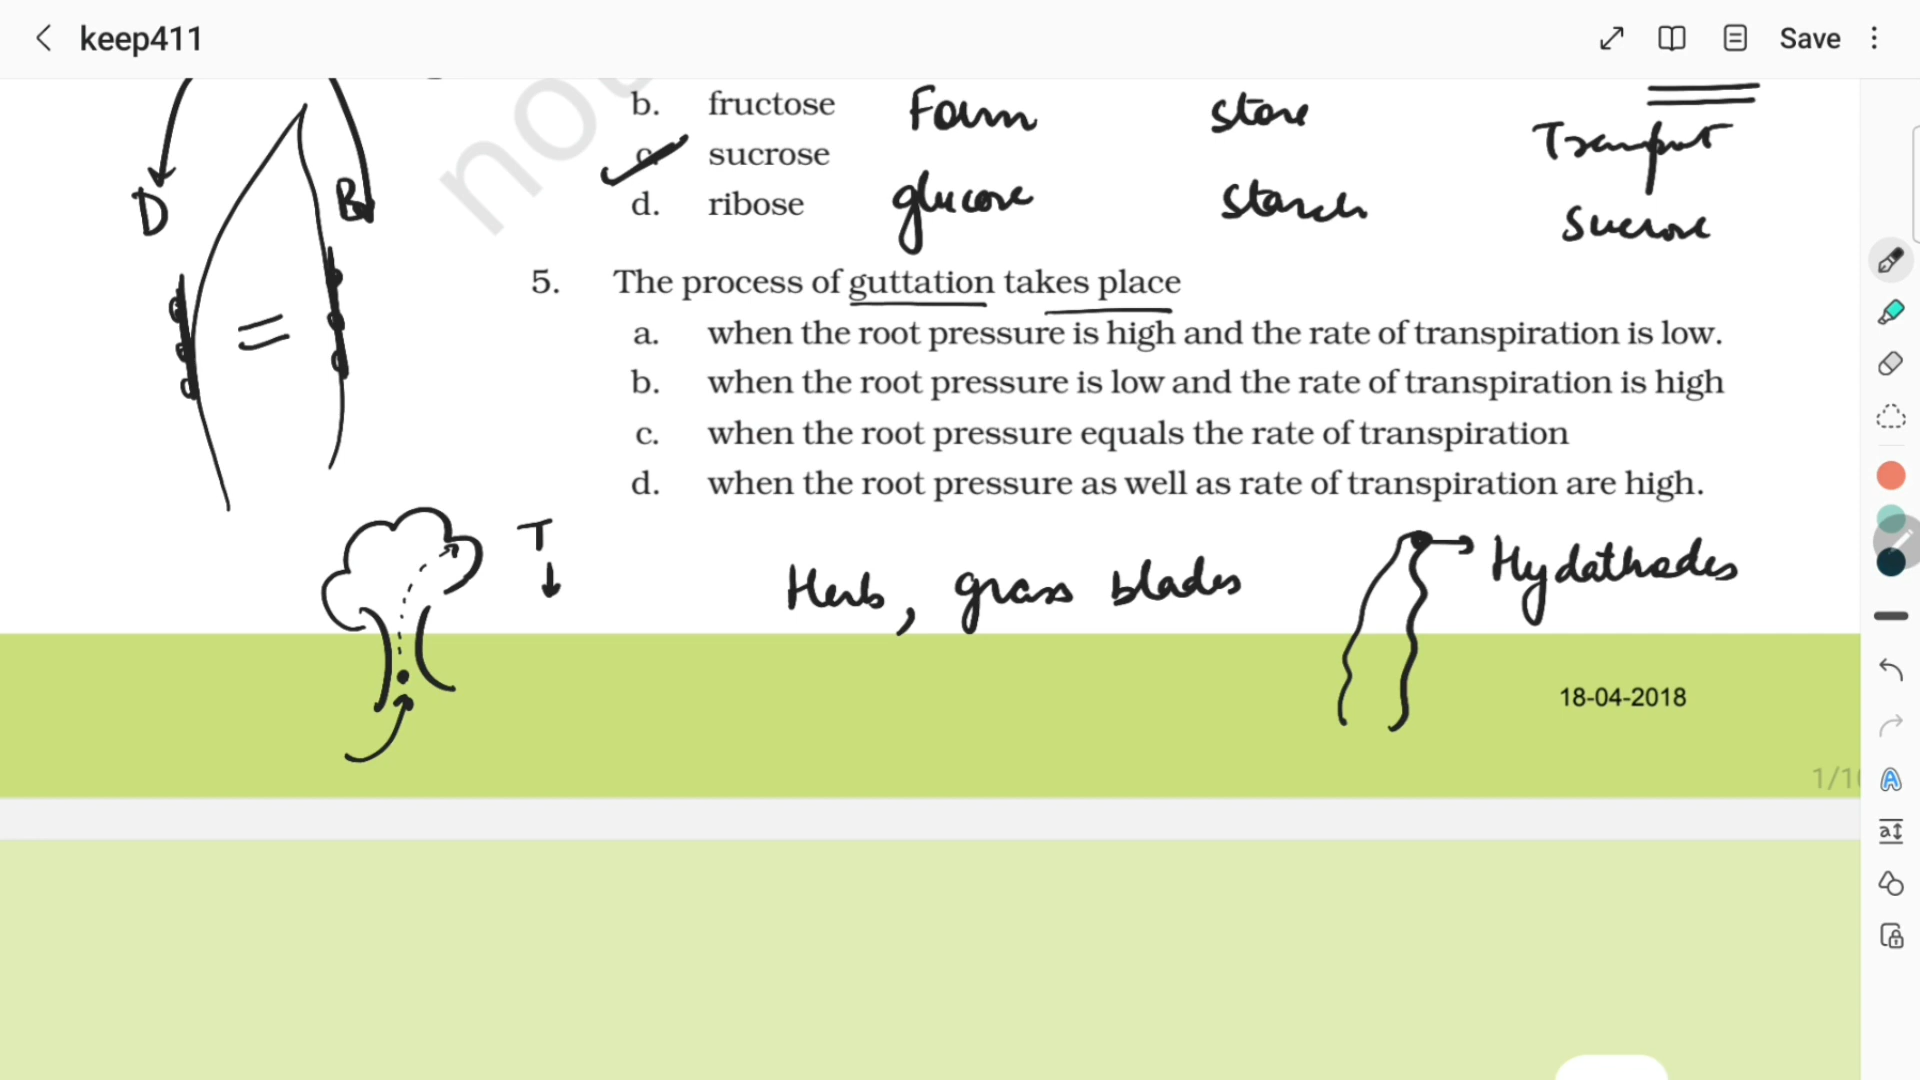 keep411
Save
not
D
B
b. fructose
c. sucrose
d. ribose
Form
store
Transport
glucose
starch
sucrose
5. The process of guttation takes place
a. when the root pressure is high and the rate of transpiration is low.
b. when the root pressure is low and the rate of transpiration is high
c. when the root pressure equals the rate of transpiration
d. when the root pressure as well as rate of transpiration are high.
T
Herb, grass blades
Hydathodes
18-04-2018